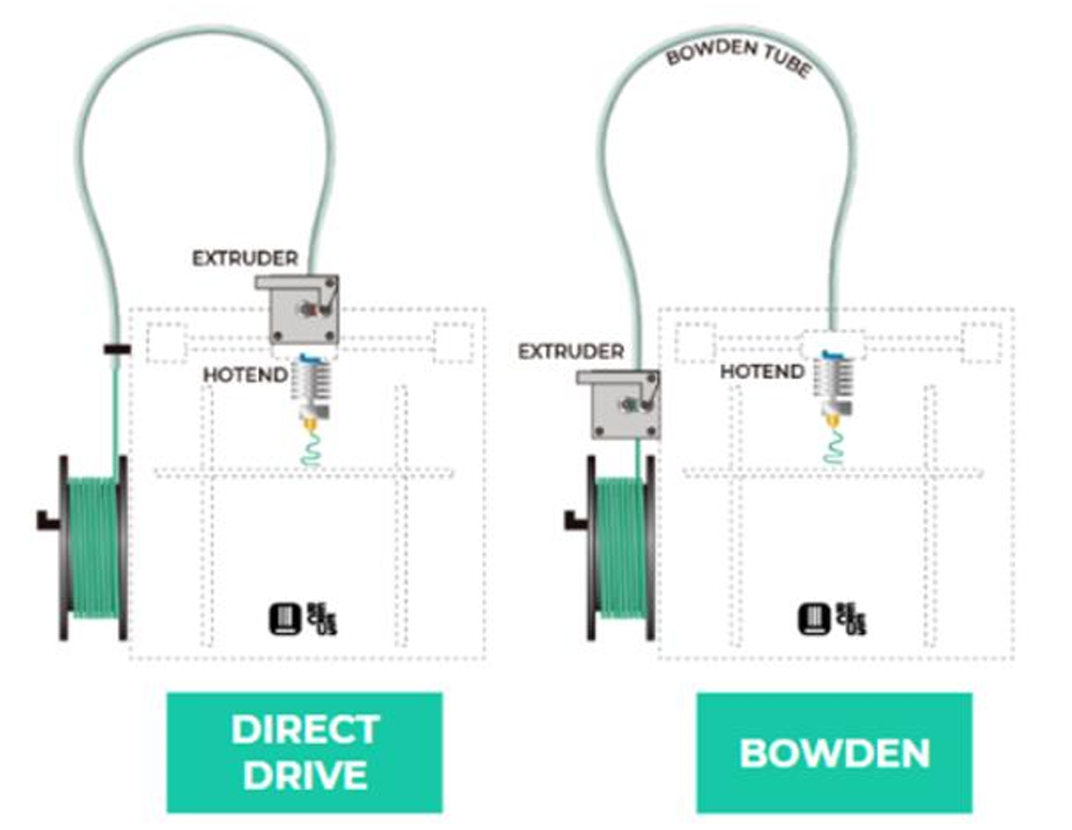 BOWDEN TUBE
EXTRUDER
HOTEND
EXTRUDER
HOTEND
DIRECT
DRIVE
BOWDEN